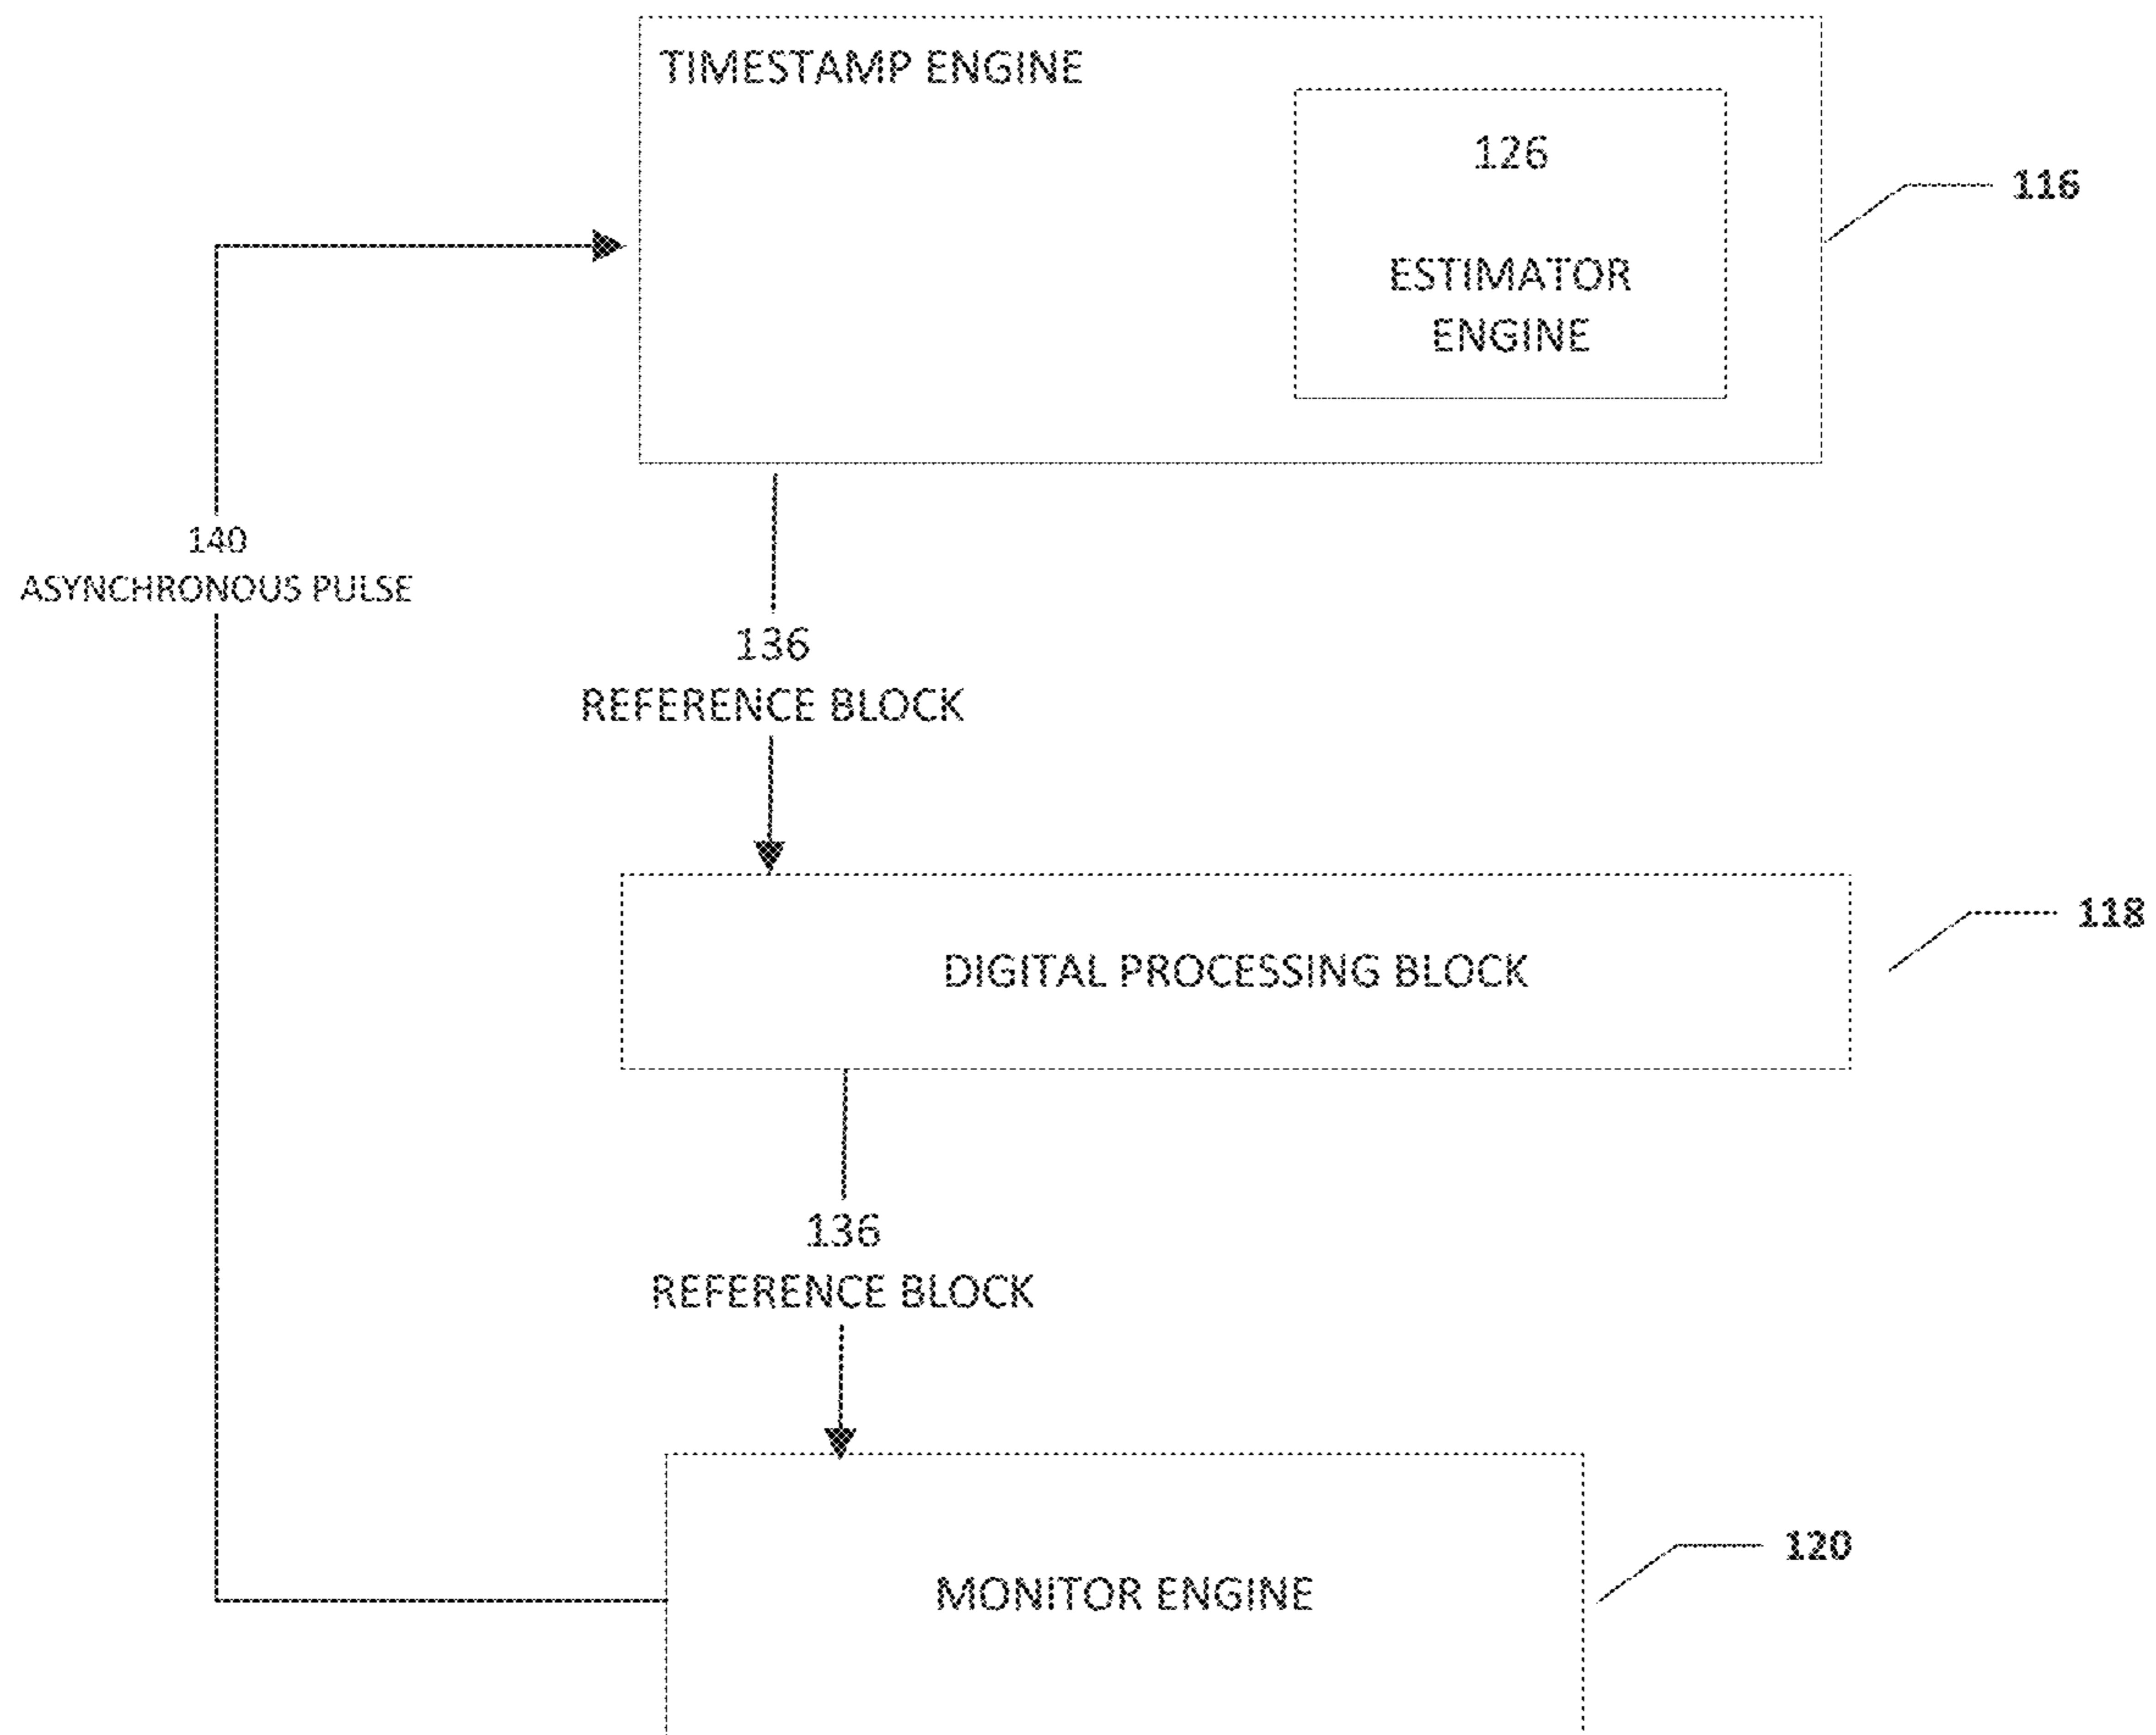 TIMESTAMP ENGINE
126
ESTIMATOR
ENGINE
116
140
ASYNCHRONOUS PULSE
136
REFERENCE BLOCK
DIGITAL PROCESSING BLOCK
118
136
REFERENCE BLOCK
MONITOR ENGINE
120